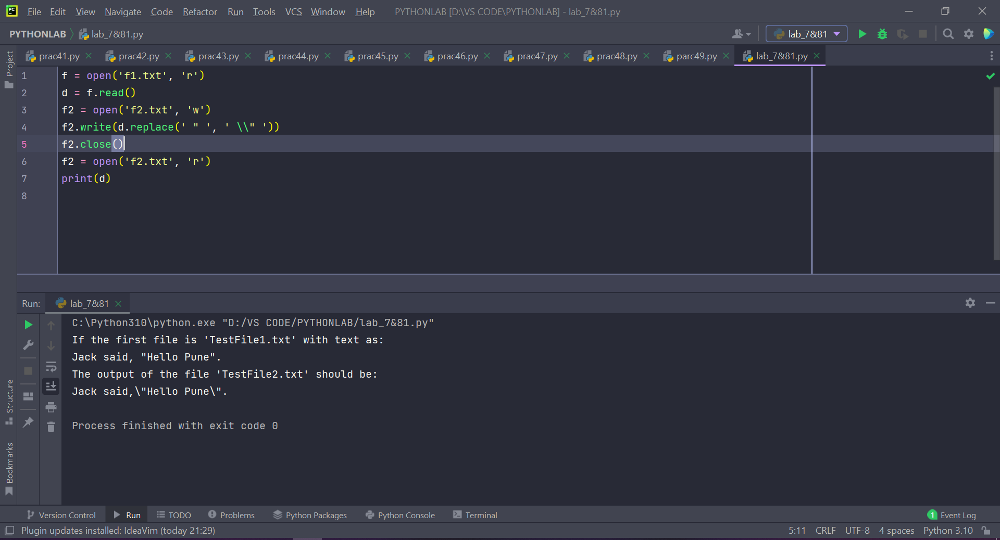 PC File Edit View Navigate Code Refactor Run Tools VCS Window Help PYTHONLAB [D:\VS CODE\PYTHONLAB] - lab_7&81.py
PYTHONLAB lab_7&81.py lab_7&81
prac41.py prac42.py prac43.py prac44.py prac45.py prac46.py prac47.py prac48.py parc49.py lab_7&81.py
Project
1 f = open('f1.txt', 'r')
2 d = f.read()
3 f2 = open('f2.txt', 'w')
4 f2.write(d.replace(' " ', ' \\" '))
5 f2.close()
6 f2 = open('f2.txt', 'r')
7 print(d)
8
Run: lab_7&81
C:\Python310\python.exe "D:/VS CODE/PYTHONLAB/lab_7&81.py"
If the first file is 'TestFile1.txt' with text as:
Jack said, "Hello Pune".
The output of the file 'TestFile2.txt' should be:
Jack said,\"Hello Pune\".
Process finished with exit code 0
Structure
Bookmarks
Version Control Run TODO Problems Python Packages Python Console Terminal 1 Event Log
Plugin updates installed: IdeaVim (today 21:29) 5:11 CRLF UTF-8 4 spaces Python 3.10